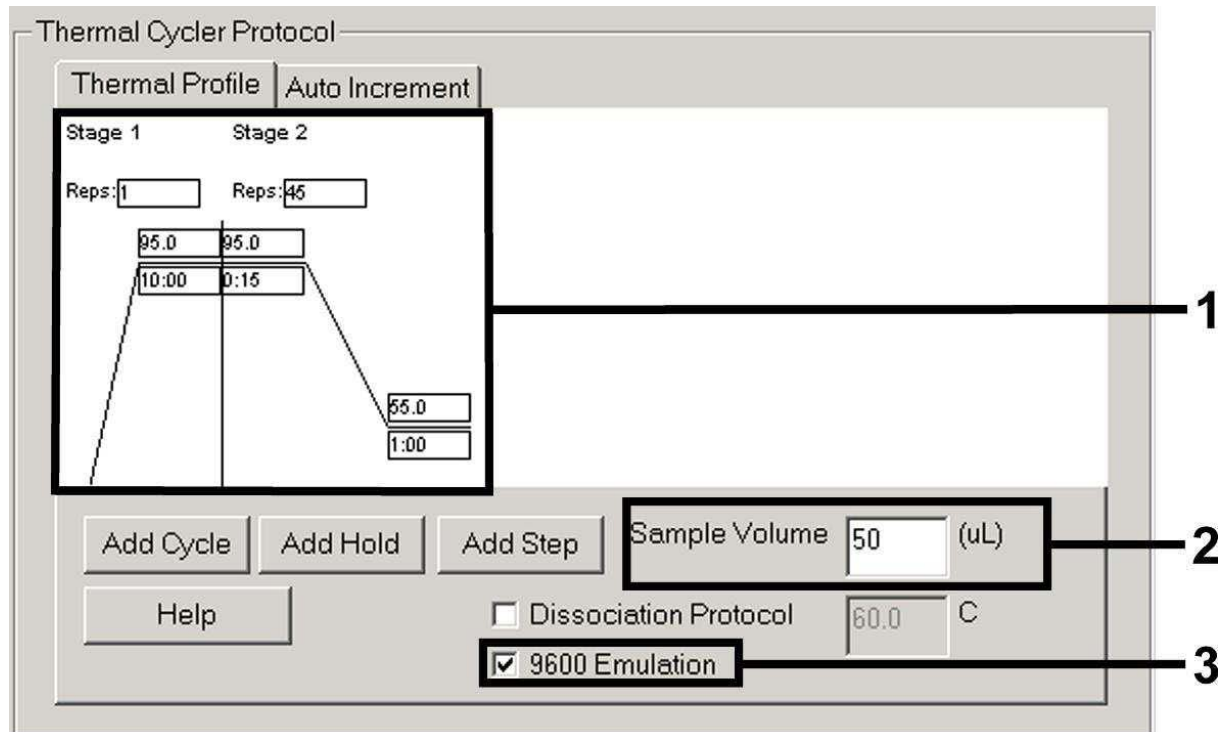 Thermal Cycler Protocol
Thermal Profile Auto Increment
Stage 1 Stage 2
Reps: 1 Reps: 45
95.0 95.0
10:00 0:15
1
55.0
1:00
Add Cycle Add Hold Add Step Sample Volume 50 (uL)
2
Help Dissociation Protocol 60.0 C
9600 Emulation
3